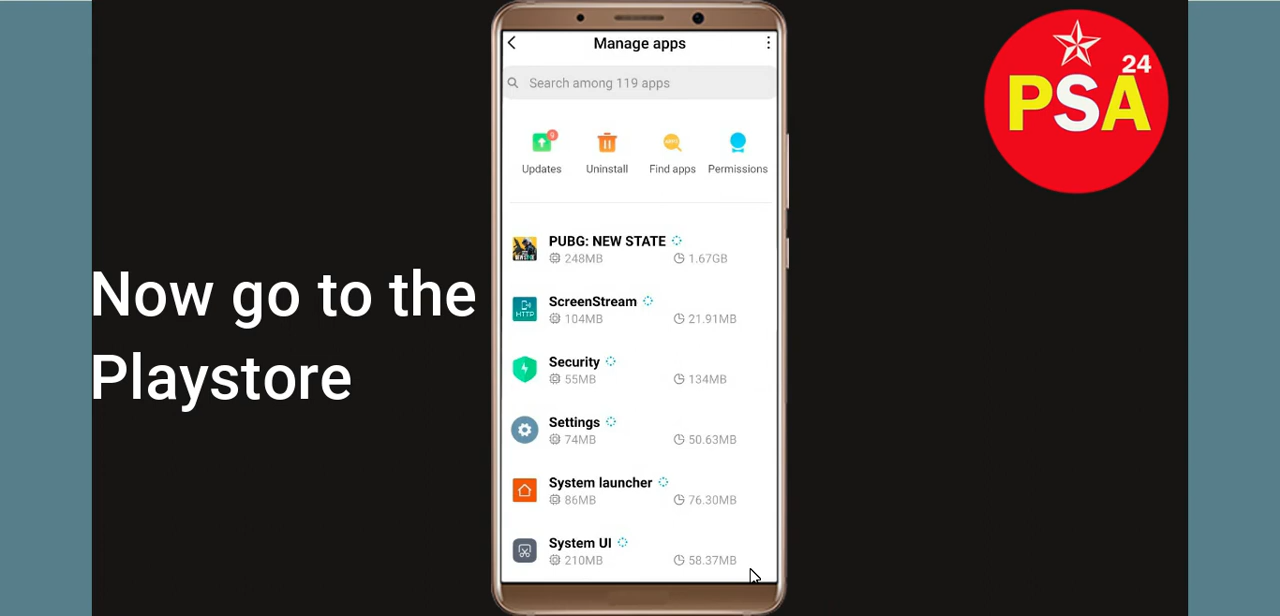 Manage apps
Search among 119 apps
Updates Uninstall Find apps Permissions
PUBG: NEW STATE
248MB 1.67GB
ScreenStream
HTTP
104MB 21.91MB
Security
55MB 134MB
Settings
74MB 50.63MB
System launcher
86MB 76.30MB
System UI
210MB 58.37MB
Now go to the
Playstore
24
PSA